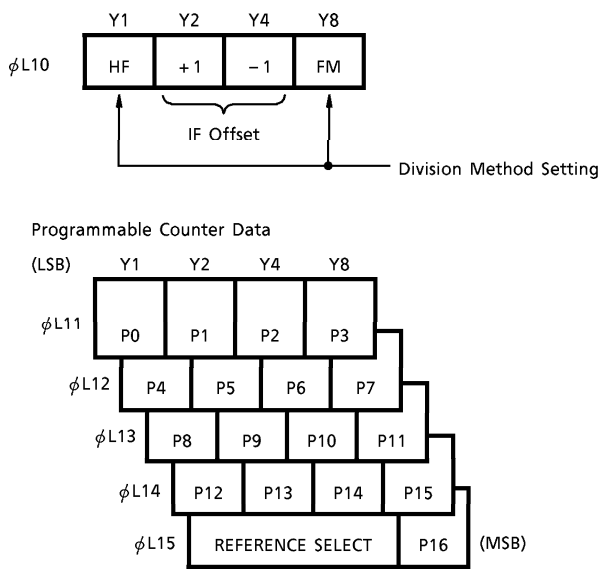 Y1 Y2 Y4 Y8
φL10 HF +1 −1 FM
IF Offset
Division Method Setting
Programmable Counter Data
(LSB) Y1 Y2 Y4 Y8
φL11 P0 P1 P2 P3
φL12 P4 P5 P6 P7
φL13 P8 P9 P10 P11
φL14 P12 P13 P14 P15
φL15 REFERENCE SELECT P16 (MSB)